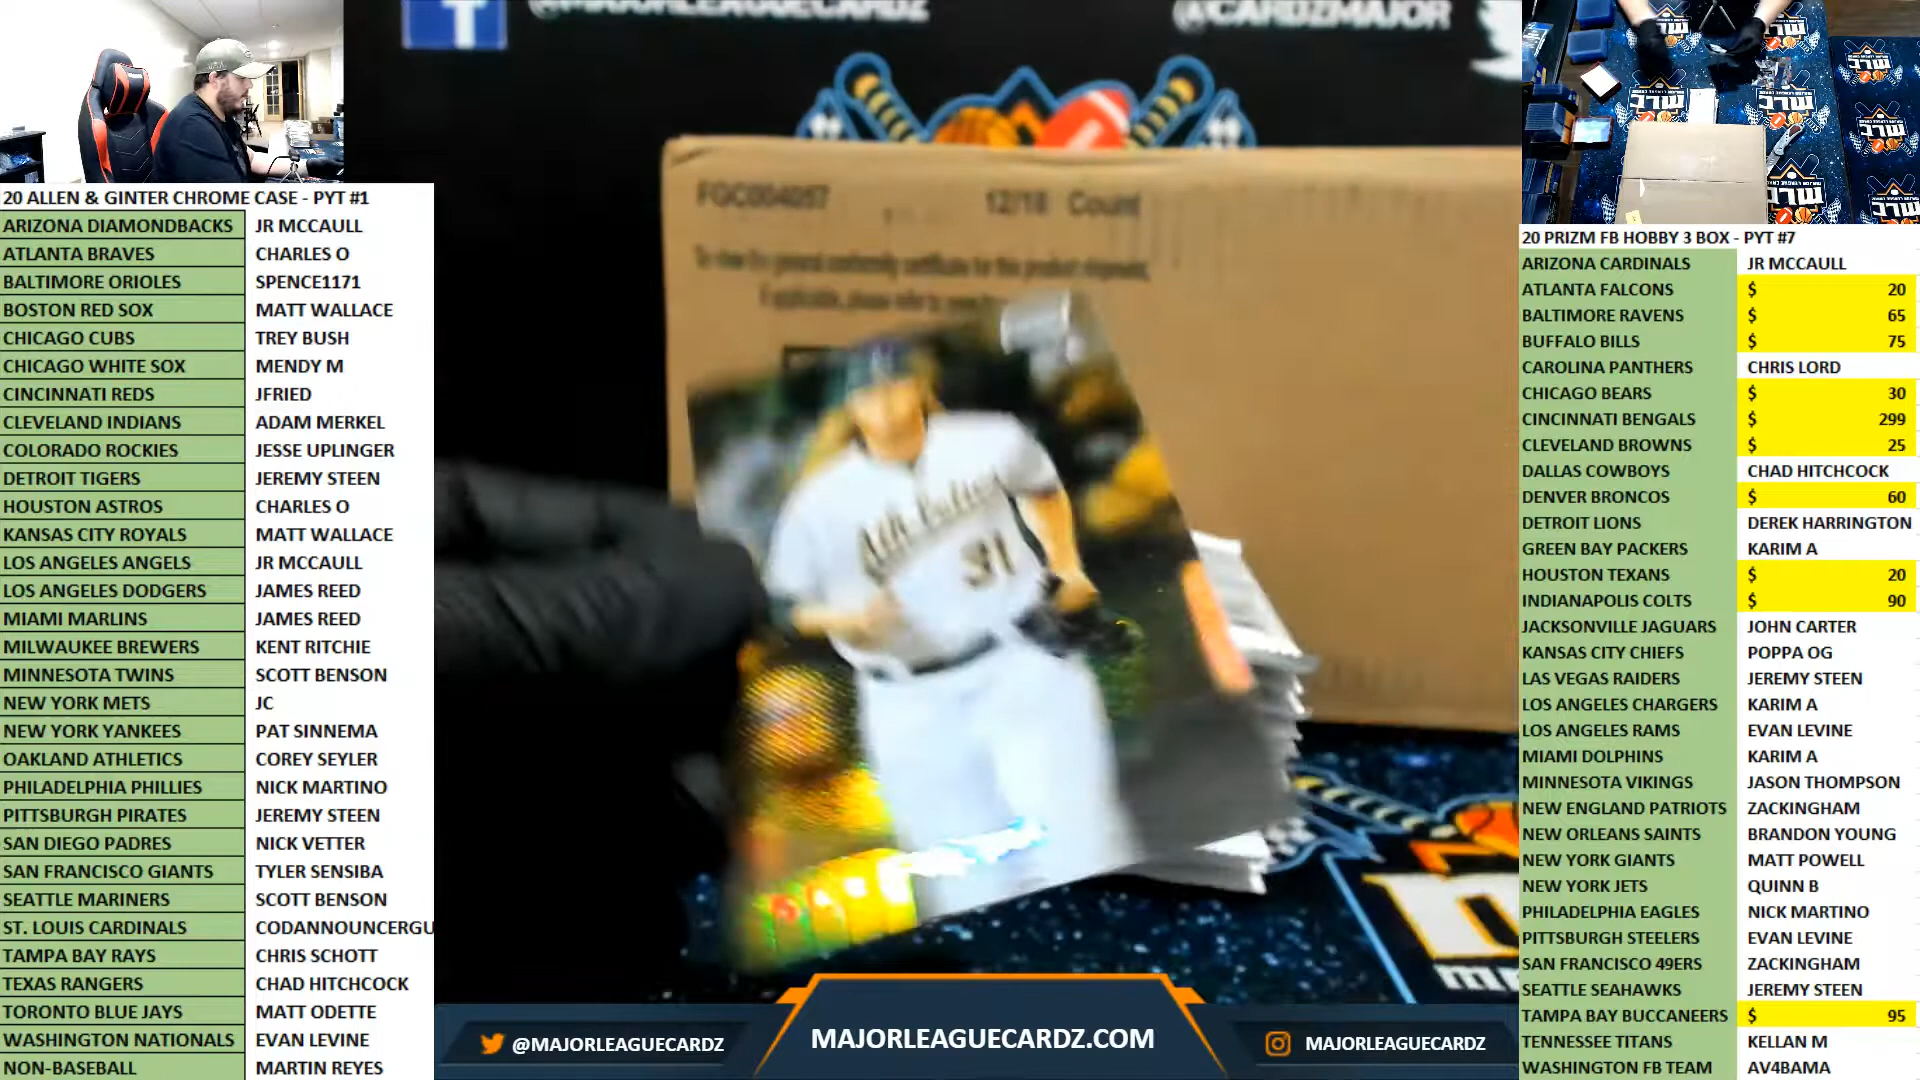 @MAJORLEAGUECARDZ
@CARDZMAJOR
FGC004057
12/18 Count
20 ALLEN & GINTER CHROME CASE - PYT #1
ARIZONA DIAMONDBACKS JR MCCAULL
ATLANTA BRAVES CHARLES O
BALTIMORE ORIOLES SPENCE1171
BOSTON RED SOX MATT WALLACE
CHICAGO CUBS TREY BUSH
CHICAGO WHITE SOX MENDY M
CINCINNATI REDS JFRIED
CLEVELAND INDIANS ADAM MERKEL
COLORADO ROCKIES JESSE UPLINGER
DETROIT TIGERS JEREMY STEEN
HOUSTON ASTROS CHARLES O
KANSAS CITY ROYALS MATT WALLACE
LOS ANGELES ANGELS JR MCCAULL
LOS ANGELES DODGERS JAMES REED
MIAMI MARLINS JAMES REED
MILWAUKEE BREWERS KENT RITCHIE
MINNESOTA TWINS SCOTT BENSON
NEW YORK METS JC
NEW YORK YANKEES PAT SINNEMA
OAKLAND ATHLETICS COREY SEYLER
PHILADELPHIA PHILLIES NICK MARTINO
PITTSBURGH PIRATES JEREMY STEEN
SAN DIEGO PADRES NICK VETTER
SAN FRANCISCO GIANTS TYLER SENSIBA
SEATTLE MARINERS SCOTT BENSON
ST. LOUIS CARDINALS CODANNOUNCERGU
TAMPA BAY RAYS CHRIS SCHOTT
TEXAS RANGERS CHAD HITCHCOCK
TORONTO BLUE JAYS MATT ODETTE
WASHINGTON NATIONALS EVAN LEVINE
NON-BASEBALL MARTIN REYES
Athletics
31
@MAJORLEAGUECARDZ
MAJORLEAGUECARDZ.COM
MAJORLEAGUECARDZ
20 PRIZM FB HOBBY 3 BOX - PYT #7
ARIZONA CARDINALS JR MCCAULL
ATLANTA FALCONS $ 20
BALTIMORE RAVENS $ 65
BUFFALO BILLS $ 75
CAROLINA PANTHERS CHRIS LORD
CHICAGO BEARS $ 30
CINCINNATI BENGALS $ 299
CLEVELAND BROWNS $ 25
DALLAS COWBOYS CHAD HITCHCOCK
DENVER BRONCOS $ 60
DETROIT LIONS DEREK HARRINGTON
GREEN BAY PACKERS KARIM A
HOUSTON TEXANS $ 20
INDIANAPOLIS COLTS $ 90
JACKSONVILLE JAGUARS JOHN CARTER
KANSAS CITY CHIEFS POPPA OG
LAS VEGAS RAIDERS JEREMY STEEN
LOS ANGELES CHARGERS KARIM A
LOS ANGELES RAMS EVAN LEVINE
MIAMI DOLPHINS KARIM A
MINNESOTA VIKINGS JASON THOMPSON
NEW ENGLAND PATRIOTS ZACKINGHAM
NEW ORLEANS SAINTS BRANDON YOUNG
NEW YORK GIANTS MATT POWELL
NEW YORK JETS QUINN B
PHILADELPHIA EAGLES NICK MARTINO
PITTSBURGH STEELERS EVAN LEVINE
SAN FRANCISCO 49ERS ZACKINGHAM
SEATTLE SEAHAWKS JEREMY STEEN
TAMPA BAY BUCCANEERS $ 95
TENNESSEE TITANS KELLAN M
WASHINGTON FB TEAM AV4BAMA